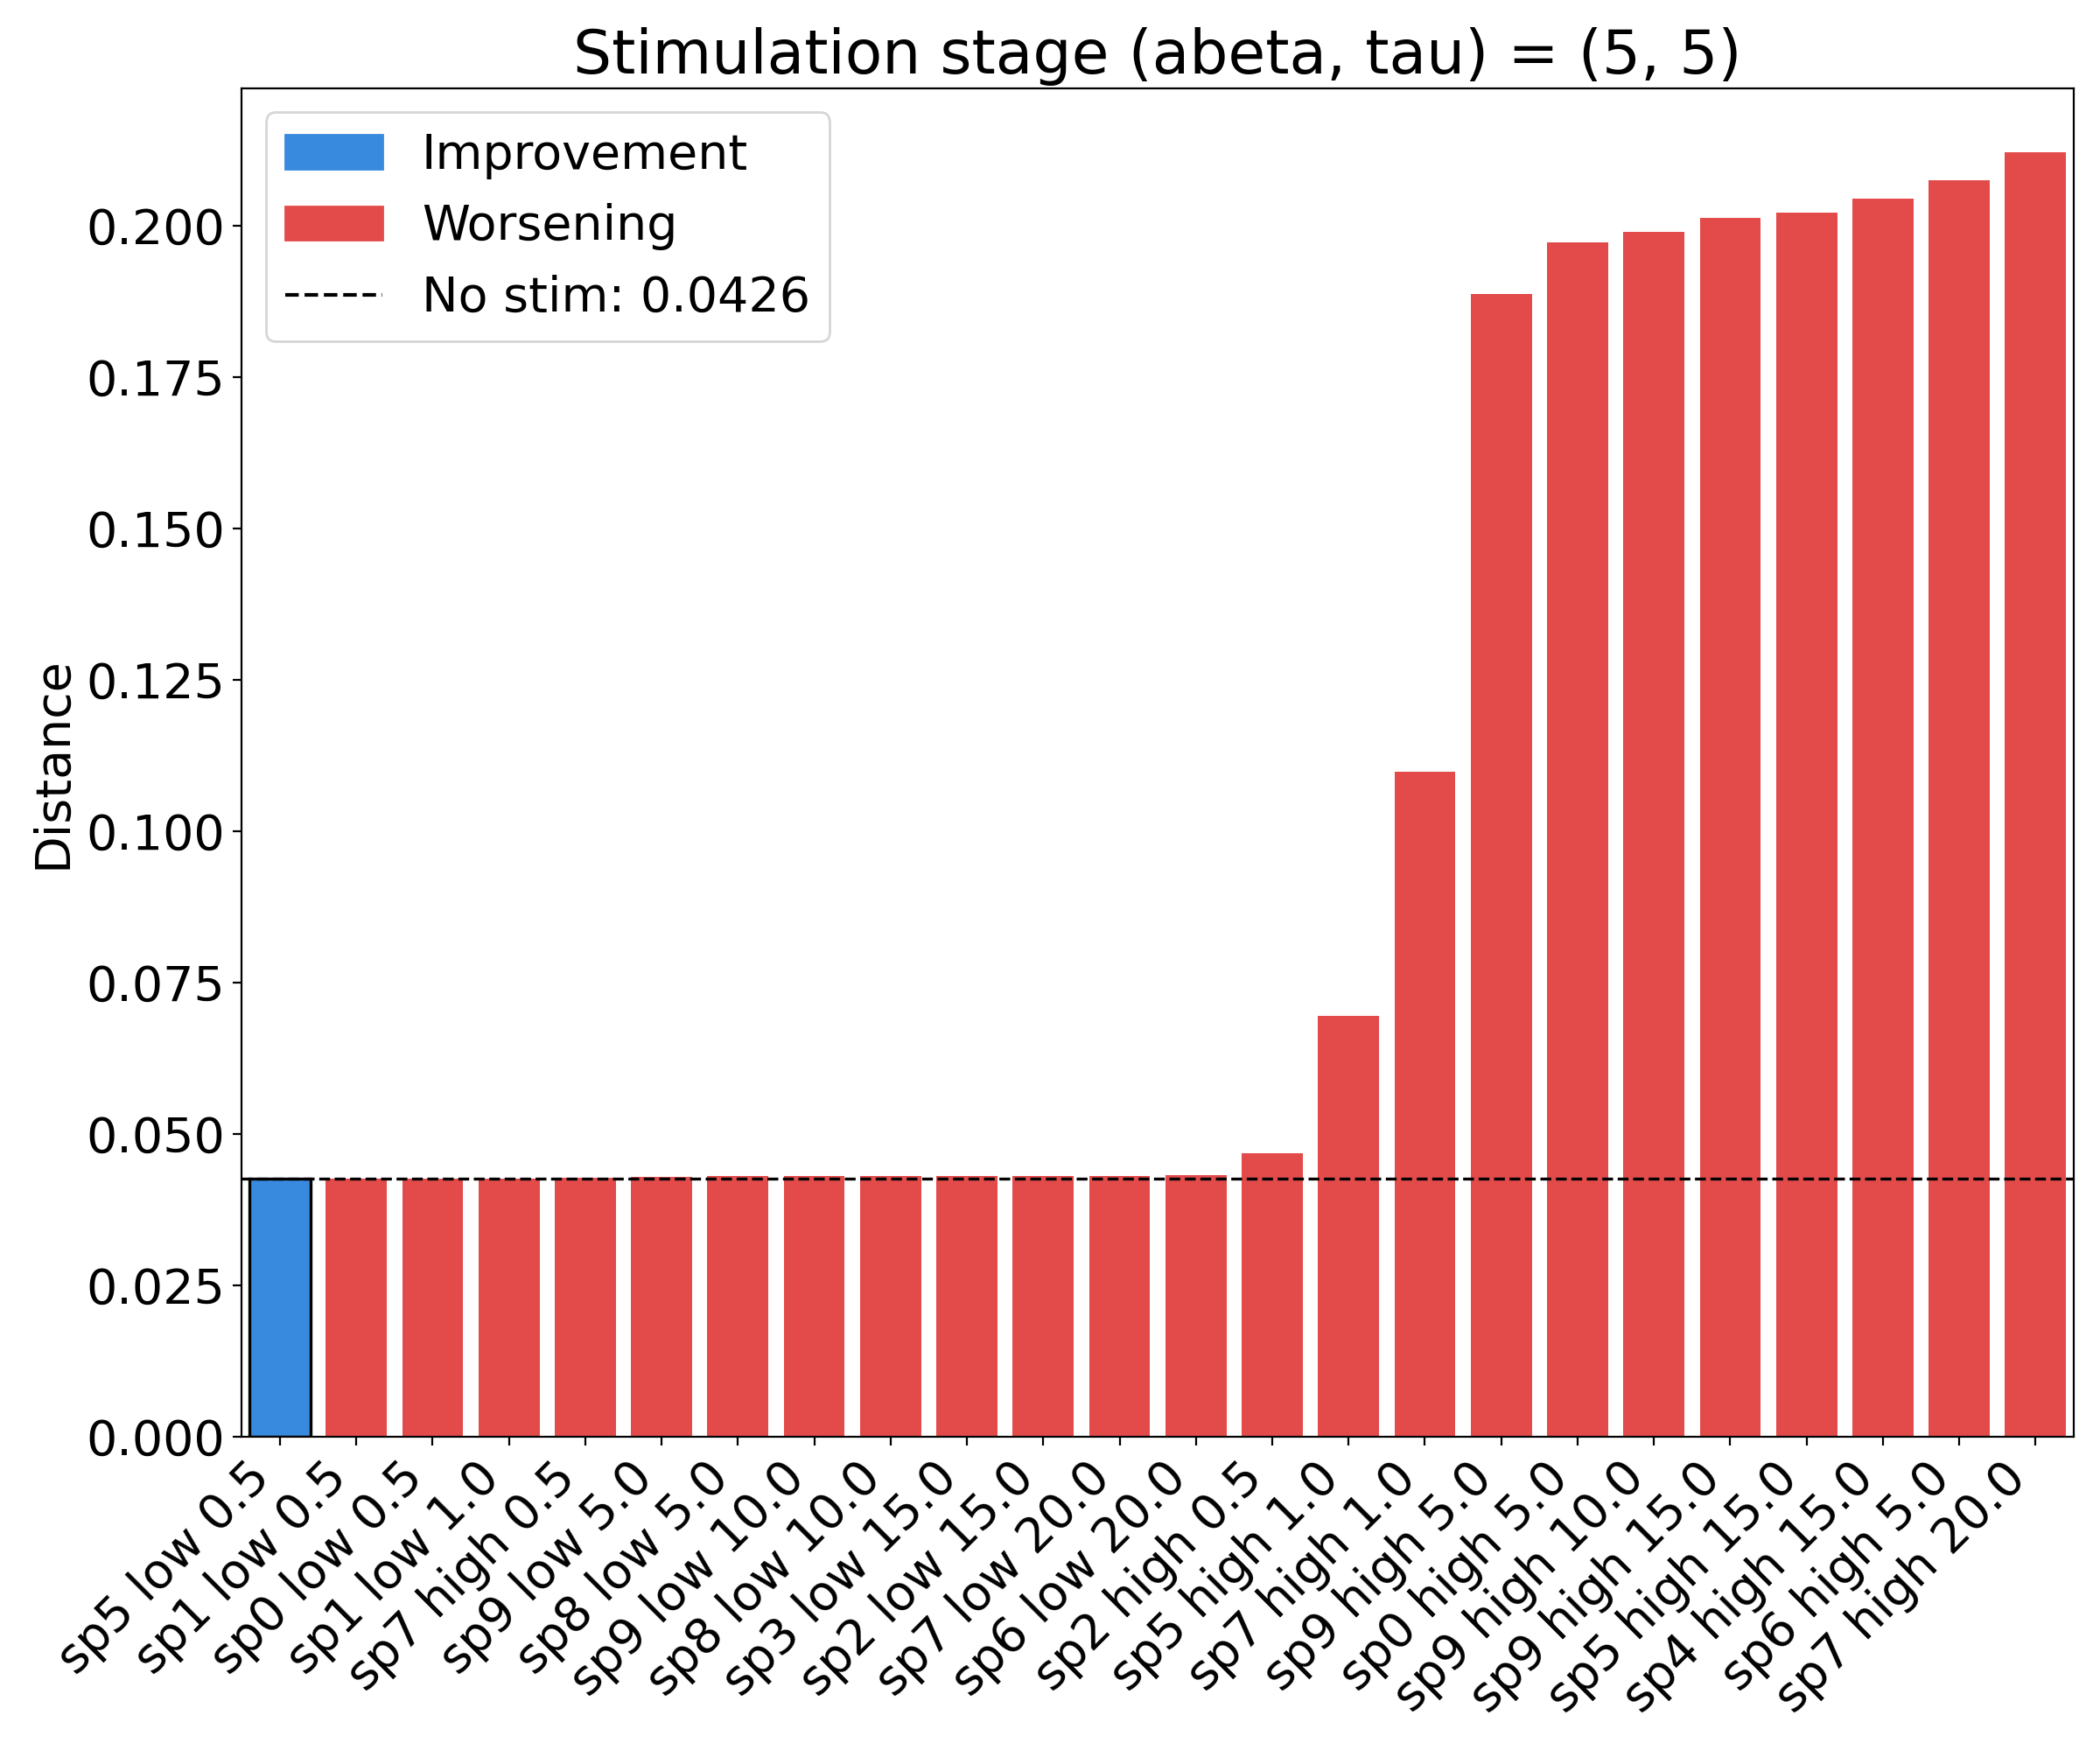 Stimulation stage (abeta, tau) = (5, 5)
Improvement
Worsening
No stim: 0.0426
Distance
0.200
0.175
0.150
0.125
0.100
0.075
0.050
0.025
0.000
sp5 low 0.5
sp1 low 0.5
sp0 low 0.5
sp1 low 1.0
sp7 high 0.5
sp9 low 5.0
sp8 low 5.0
sp9 low 10.0
sp8 low 10.0
sp3 low 15.0
sp2 low 15.0
sp7 low 20.0
sp6 low 20.0
sp2 high 0.5
sp5 high 1.0
sp7 high 1.0
sp9 high 5.0
sp0 high 5.0
sp9 high 10.0
sp9 high 15.0
sp5 high 15.0
sp4 high 15.0
sp6 high 5.0
sp7 high 20.0